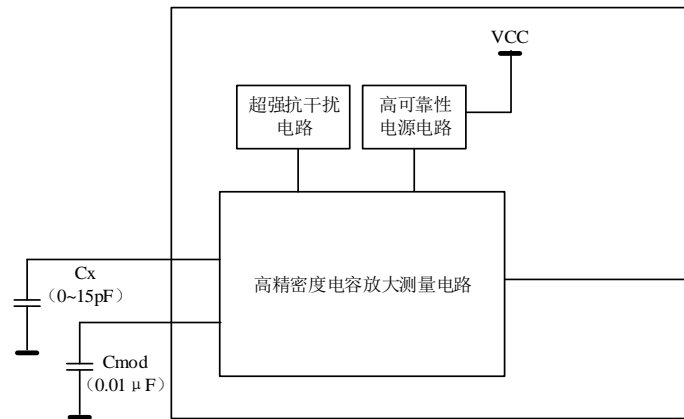 VCC
超强抗干扰
电路
高可靠性
电源电路
高精密度电容放大测量电路
Cx
（0~15pF）
Cmod
（0.01μF）